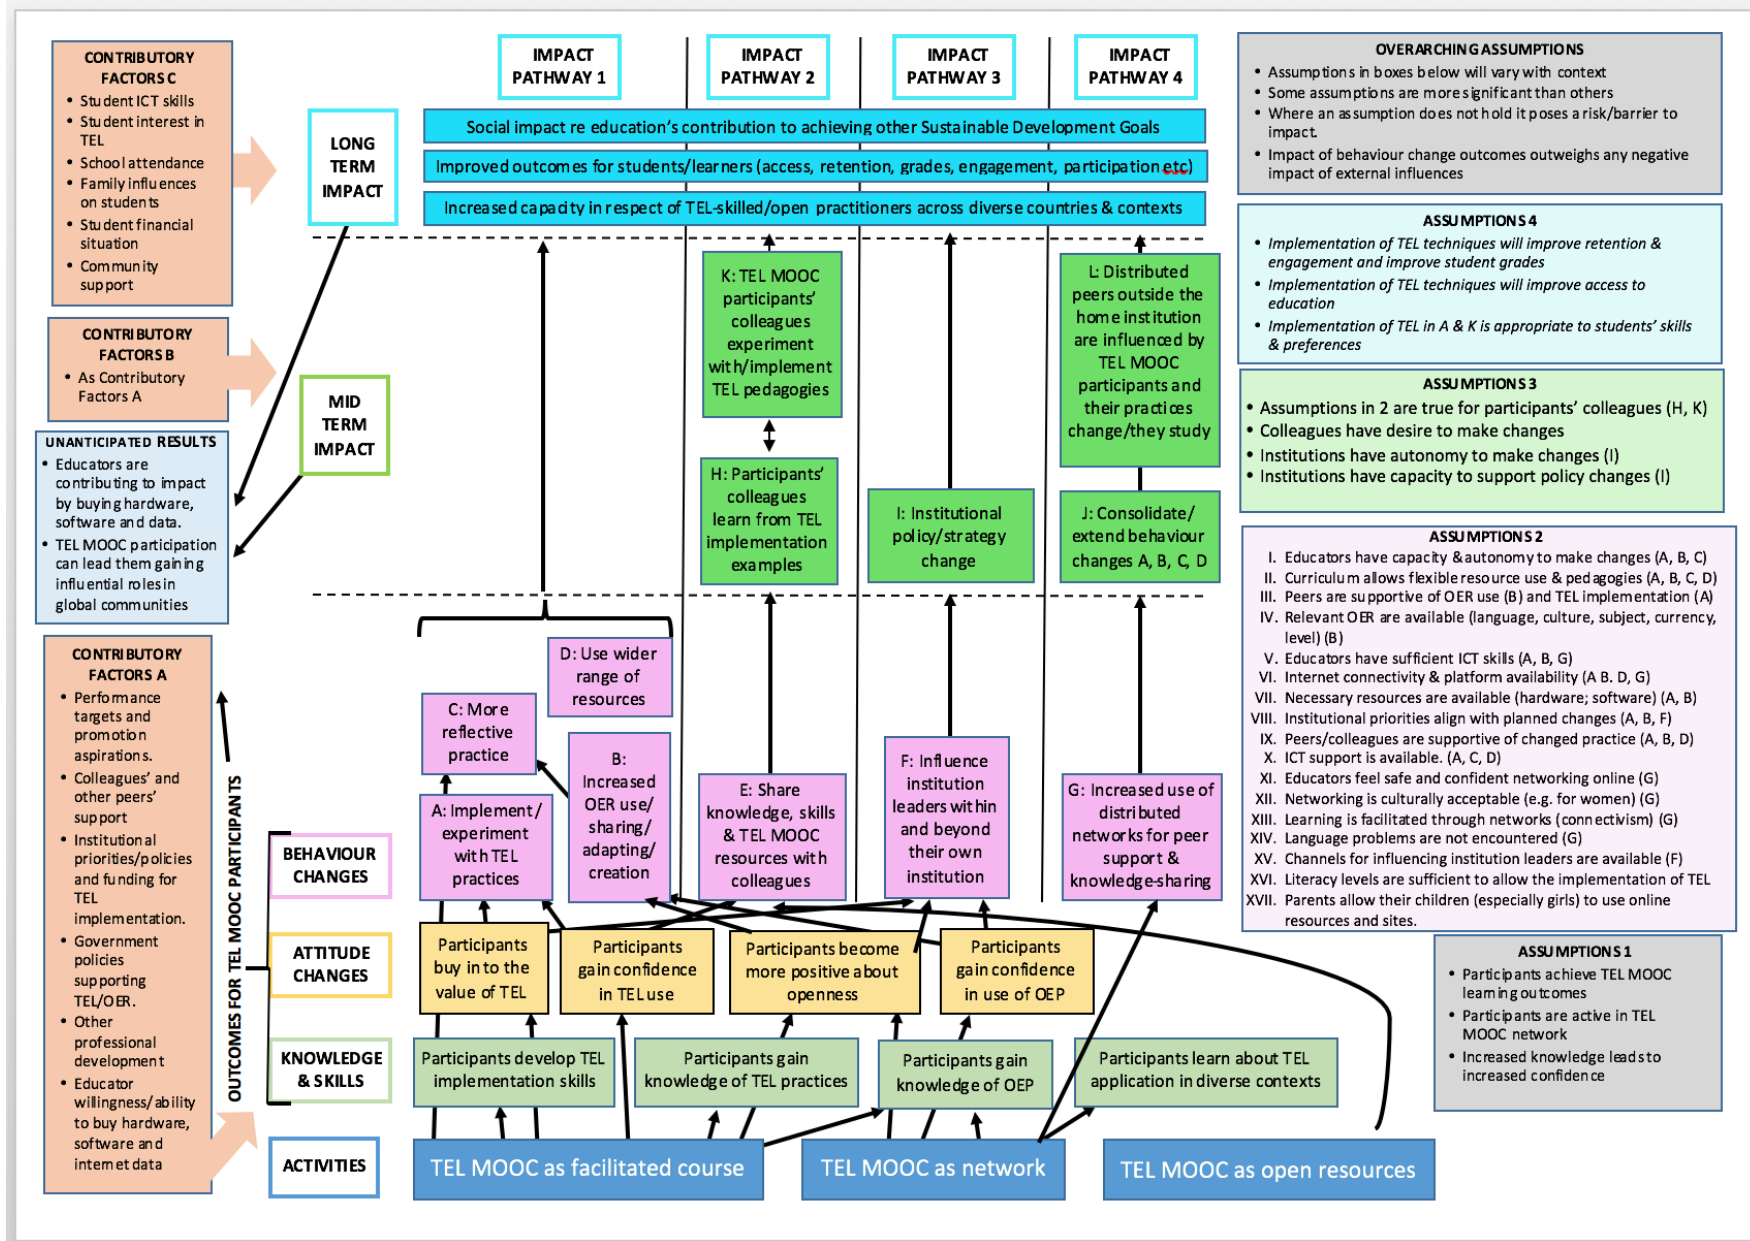 CONTRIBUTORY
FACTORS C
• Student ICT skills
• Student interest in
TEL
• School attendance
• Family influences
on students
• Student financial
situation
• Community
support
CONTRIBUTORY
FACTORS B
• As Contributory
Factors A
UNANTICIPATED RESULTS
• Educators are
contributing to impact
by buying hardware,
software and data.
• TEL MOOC participation
can lead them gaining
influential roles in
global communities
CONTRIBUTORY
FACTORS A
• Performance
targets and
promotion
aspirations.
• Colleagues' and
other peers'
support
• Institutional
priorities/policies
and funding for
TEL
implementation.
• Government
policies
supporting
TEL/OER.
• Other
professional
development
• Educator
willingness/ability
to buy hardware,
software and
internet data
OUTCOMES FOR TEL MOOC PARTICIPANTS
LONG
TERM
IMPACT
MID
TERM
IMPACT
BEHAVIOUR
CHANGES
ATTITUDE
CHANGES
KNOWLEDGE
& SKILLS
ACTIVITIES
IMPACT
PATHWAY 1
IMPACT
PATHWAY 2
IMPACT
PATHWAY 3
IMPACT
PATHWAY 4
Social impact re education's contribution to achieving other Sustainable Development Goals
Improved outcomes for students/learners (access, retention, grades, engagement, participation etc)
Increased capacity in respect of TEL-skilled/open practitioners across diverse countries & contexts
K: TEL MOOC
participants'
colleagues
experiment
with/implement
TEL pedagogies
L: Distributed
peers outside the
home institution
are influenced by
TEL MOOC
participants and
their practices
change/they study
H: Participants'
colleagues
learn from TEL
implementation
examples
I: Institutional
policy/strategy
change
J: Consolidate/
extend behaviour
changes A, B, C, D
D: Use wider
range of
resources
C: More
reflective
practice
B:
Increased
OER use/
sharing/
adapting/
creation
A: Implement/
experiment
with TEL
practices
E: Share
knowledge, skills
& TEL MOOC
resources with
colleagues
F: Influence
institution
leaders within
and beyond
their own
institution
G: Increased use of
distributed
networks for peer
support &
knowledge-sharing
Participants
buy in to the
value of TEL
Participants
gain confidence
in TEL use
Participants become
more positive about
openness
Participants
gain confidence
in use of OEP
Participants develop TEL
implementation skills
Participants gain
knowledge of TEL practices
Participants gain
knowledge of OEP
Participants learn about TEL
application in diverse contexts
TEL MOOC as facilitated course
TEL MOOC as network
TEL MOOC as open resources
OVERARCHING ASSUMPTIONS
• Assumptions in boxes below will vary with context
• Some assumptions are more significant than others
• Where an assumption does not hold it poses a risk/barrier to
impact.
• Impact of behaviour change outcomes outweighs any negative
impact of external influences
ASSUMPTIONS 4
• Implementation of TEL techniques will improve retention &
engagement and improve student grades
• Implementation of TEL techniques will improve access to
education
• Implementation of TEL in A & K is appropriate to students' skills
& preferences
ASSUMPTIONS 3
• Assumptions in 2 are true for participants' colleagues (H, K)
• Colleagues have desire to make changes
• Institutions have autonomy to make changes (I)
• Institutions have capacity to support policy changes (I)
ASSUMPTIONS 2
I. Educators have capacity & autonomy to make changes (A, B, C)
II. Curriculum allows flexible resource use & pedagogies (A, B, C, D)
III. Peers are supportive of OER use (B) and TEL implementation (A)
IV. Relevant OER are available (language, culture, subject, currency,
level) (B)
V. Educators have sufficient ICT skills (A, B, G)
VI. Internet connectivity & platform availability (A B. D, G)
VII. Necessary resources are available (hardware; software) (A, B)
VIII. Institutional priorities align with planned changes (A, B, F)
IX. Peers/colleagues are supportive of changed practice (A, B, D)
X. ICT support is available. (A, C, D)
XI. Educators feel safe and confident networking online (G)
XII. Networking is culturally acceptable (e.g. for women) (G)
XIII. Learning is facilitated through networks (connectivism) (G)
XIV. Language problems are not encountered (G)
XV. Channels for influencing institution leaders are available (F)
XVI. Literacy levels are sufficient to allow the implementation of TEL
XVII. Parents allow their children (especially girls) to use online
resources and sites.
ASSUMPTIONS 1
• Participants achieve TEL MOOC
learning outcomes
• Participants are active in TEL
MOOC network
• Increased knowledge leads to
increased confidence